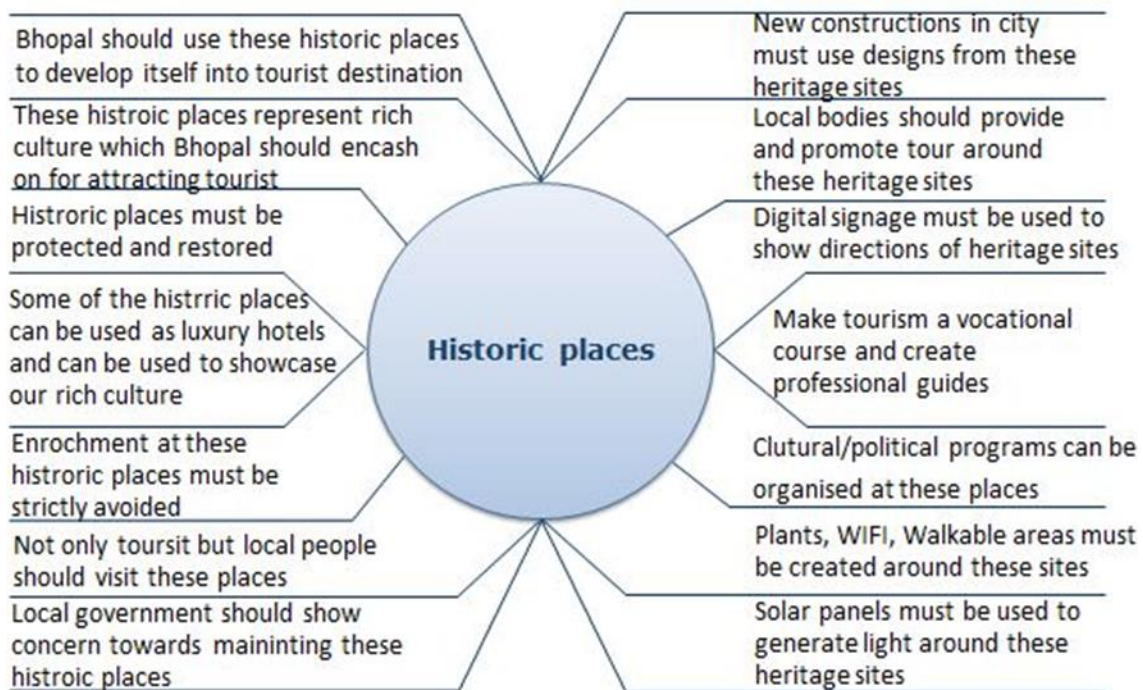 Bhopal should use these historic places
to develop itself into tourist destination
These histroic places represent rich
culture which Bhopal should encash
on for attracting tourist
Histroric places must be
protected and restored
Some of the histrric places
can be used as luxury hotels
and can be used to showcase
our rich culture
Enrochment at these
histroric places must be
strictly avoided
Not only toursit but local people
should visit these places
Local government should show
concern towards maininting these
histroic places
Historic places
New constructions in city
must use designs from these
heritage sites
Local bodies should provide
and promote tour around
these heritage sites
Digital signage must be used to
show directions of heritage sites
Make tourism a vocational
course and create
professional guides
Clutural/political programs can be
organised at these places
Plants, WIFI, Walkable areas must
be created around these sites
Solar panels must be used to
generate light around these
heritage sites